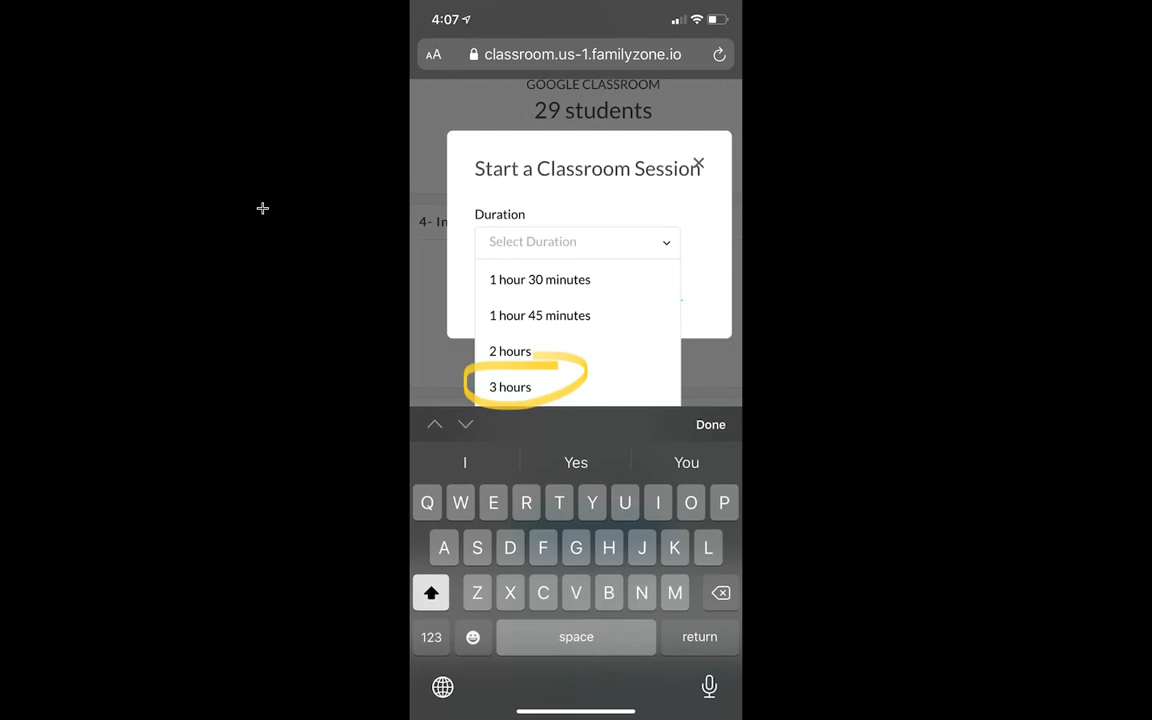 4:07
AA classroom.us-1.familyzone.io
GOOGLE CLASSROOM
29 students
Start a Classroom Session
Duration
4- In
Select Duration
1 hour 30 minutes
1 hour 45 minutes
2 hours
3 hours
Done
I Yes You
Q W E R T Y U I O P
A S D F G H J K L
Z X C V B N M
123 space return